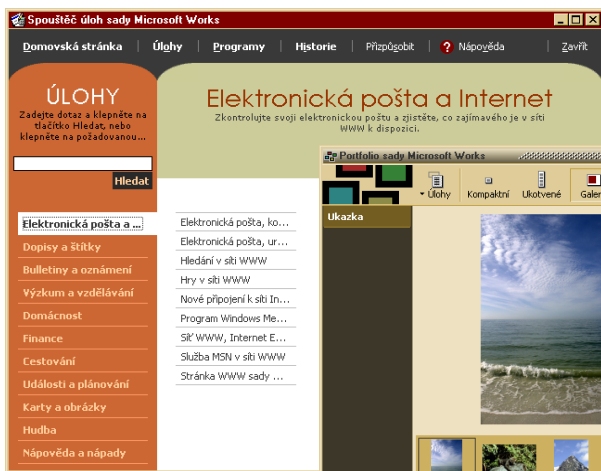 Spouštěč úloh sady Microsoft Works
Domovská stránka | Úlohy | Programy | Historie | Přizpůsobit | ? Nápověda | Zavřít
ÚLOHY
Zadejte dotaz a klepněte na
tlačítko Hledat, nebo
klepněte na požadovanou...
Hledat
Elektronická pošta a Internet
Zkontrolujte svoji elektronickou poštu a zjistěte, co zajímavého je v síti
WWW k dispozici.
Elektronická pošta a ...
Dopisy a štítky
Bulletiny a oznámení
Výzkum a vzdělávání
Domácnost
Finance
Cestování
Události a plánování
Karty a obrázky
Hudba
Nápověda a nápady
Elektronická pošta, ko...
Elektronická pošta, ur...
Hledání v síti WWW
Hry v síti WWW
Nové připojení k síti In...
Program Windows Me...
Síť WWW, Internet E...
Služba MSN v síti WWW
Stránka WWW sady ...
Portfolio sady Microsoft Works
Úlohy Kompaktní Ukotvené Galer
Ukazka